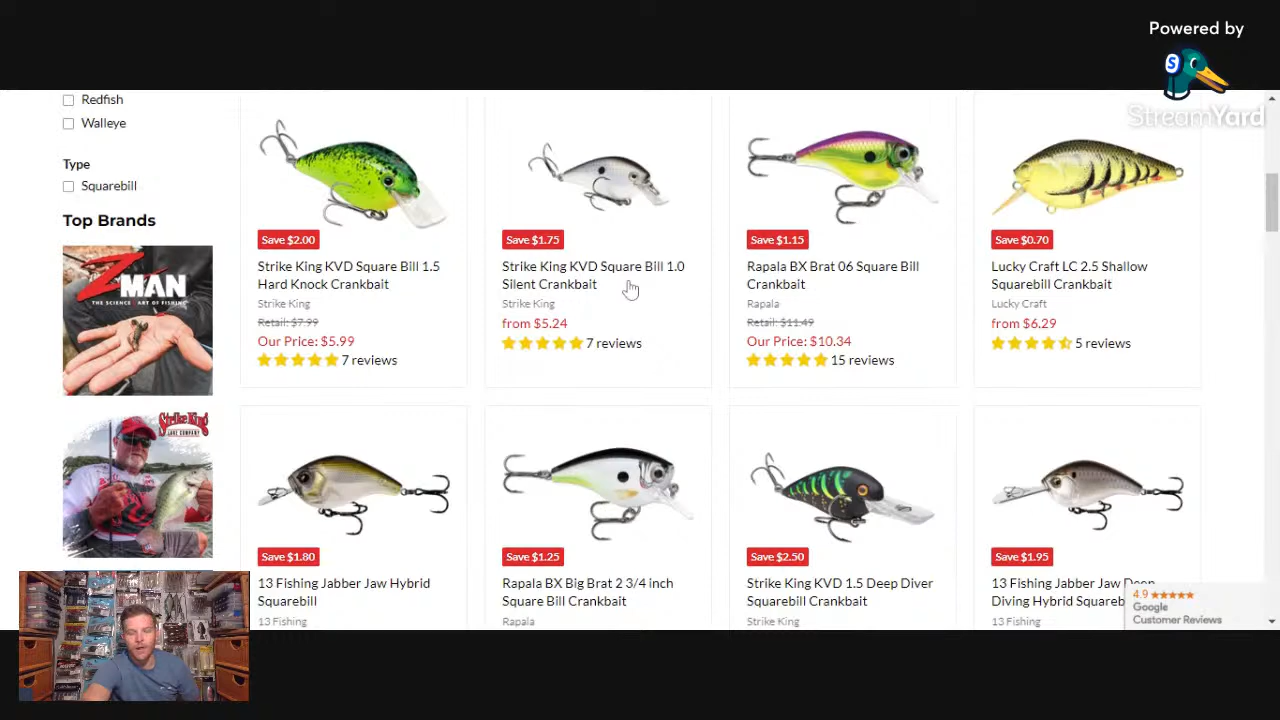 Powered by
S
StreamYard
Redfish
Walleye
Type
Squarebill
Top Brands
ZMAN
THE SCIENCE + ART OF FISHING
Strike King
LURE COMPANY
Save $2.00
Strike King KVD Square Bill 1.5
Hard Knock Crankbait
Strike King
Retail: $7.99
Our Price: $5.99
7 reviews
Save $1.75
Strike King KVD Square Bill 1.0
Silent Crankbait
Strike King
from $5.24
7 reviews
Save $1.15
Rapala BX Brat 06 Square Bill
Crankbait
Rapala
Retail: $11.49
Our Price: $10.34
15 reviews
Save $0.70
Lucky Craft LC 2.5 Shallow
Squarebill Crankbait
Lucky Craft
from $6.29
5 reviews
Save $1.80
13 Fishing Jabber Jaw Hybrid
Squarebill
13 Fishing
Save $1.25
Rapala BX Big Brat 2 3/4 inch
Square Bill Crankbait
Rapala
Save $2.50
Strike King KVD 1.5 Deep Diver
Squarebill Crankbait
Strike King
Save $1.95
13 Fishing Jabber Jaw Deep
Diving Hybrid Squareb
13 Fishing
4.9
Google
Customer Reviews